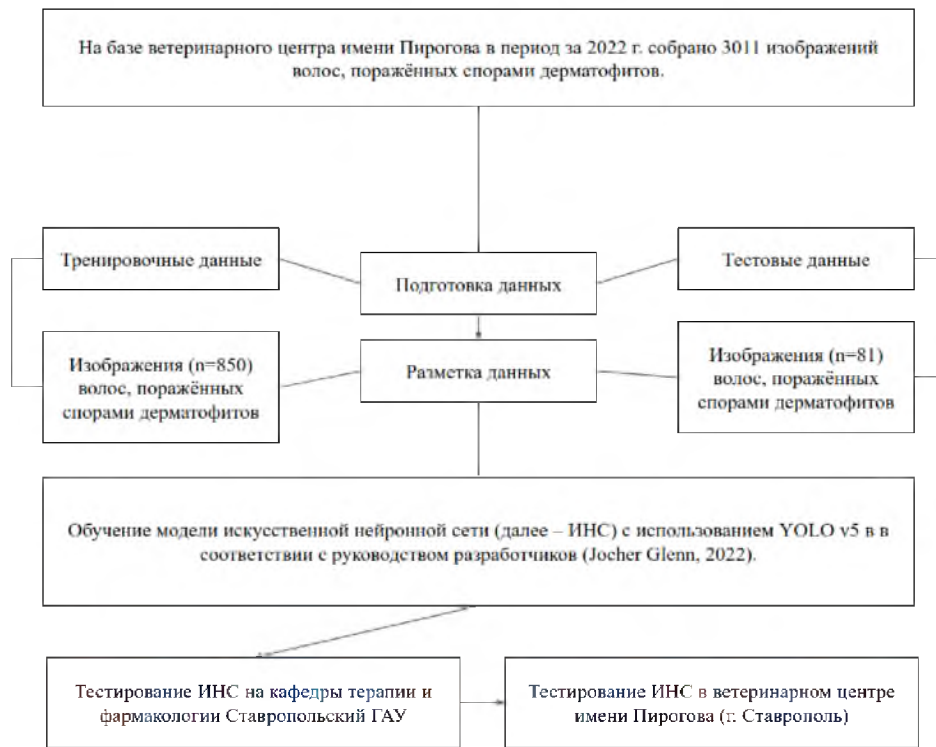 На базе ветеринарного центра имени Пирогова в период за 2022 г. собрано 3011 изображений
волос, поражённых спорами дерматофитов.
Тренировочные данные
Подготовка данных
Тестовые данные
Изображения (n=850)
волос, поражённых
спорами дерматофитов
Разметка данных
Изображения (n=81)
волос, поражённых
спорами дерматофитов
Обучение модели искусственной нейронной сети (далее – ИНС) с использованием YOLO v5 в в
соответствии с руководством разработчиков (Jocher Glenn, 2022).
Тестирование ИНС на кафедры терапии и
фармакологии Ставропольский ГАУ
Тестирование ИНС в ветеринарном центре
имени Пирогова (г. Ставрополь)